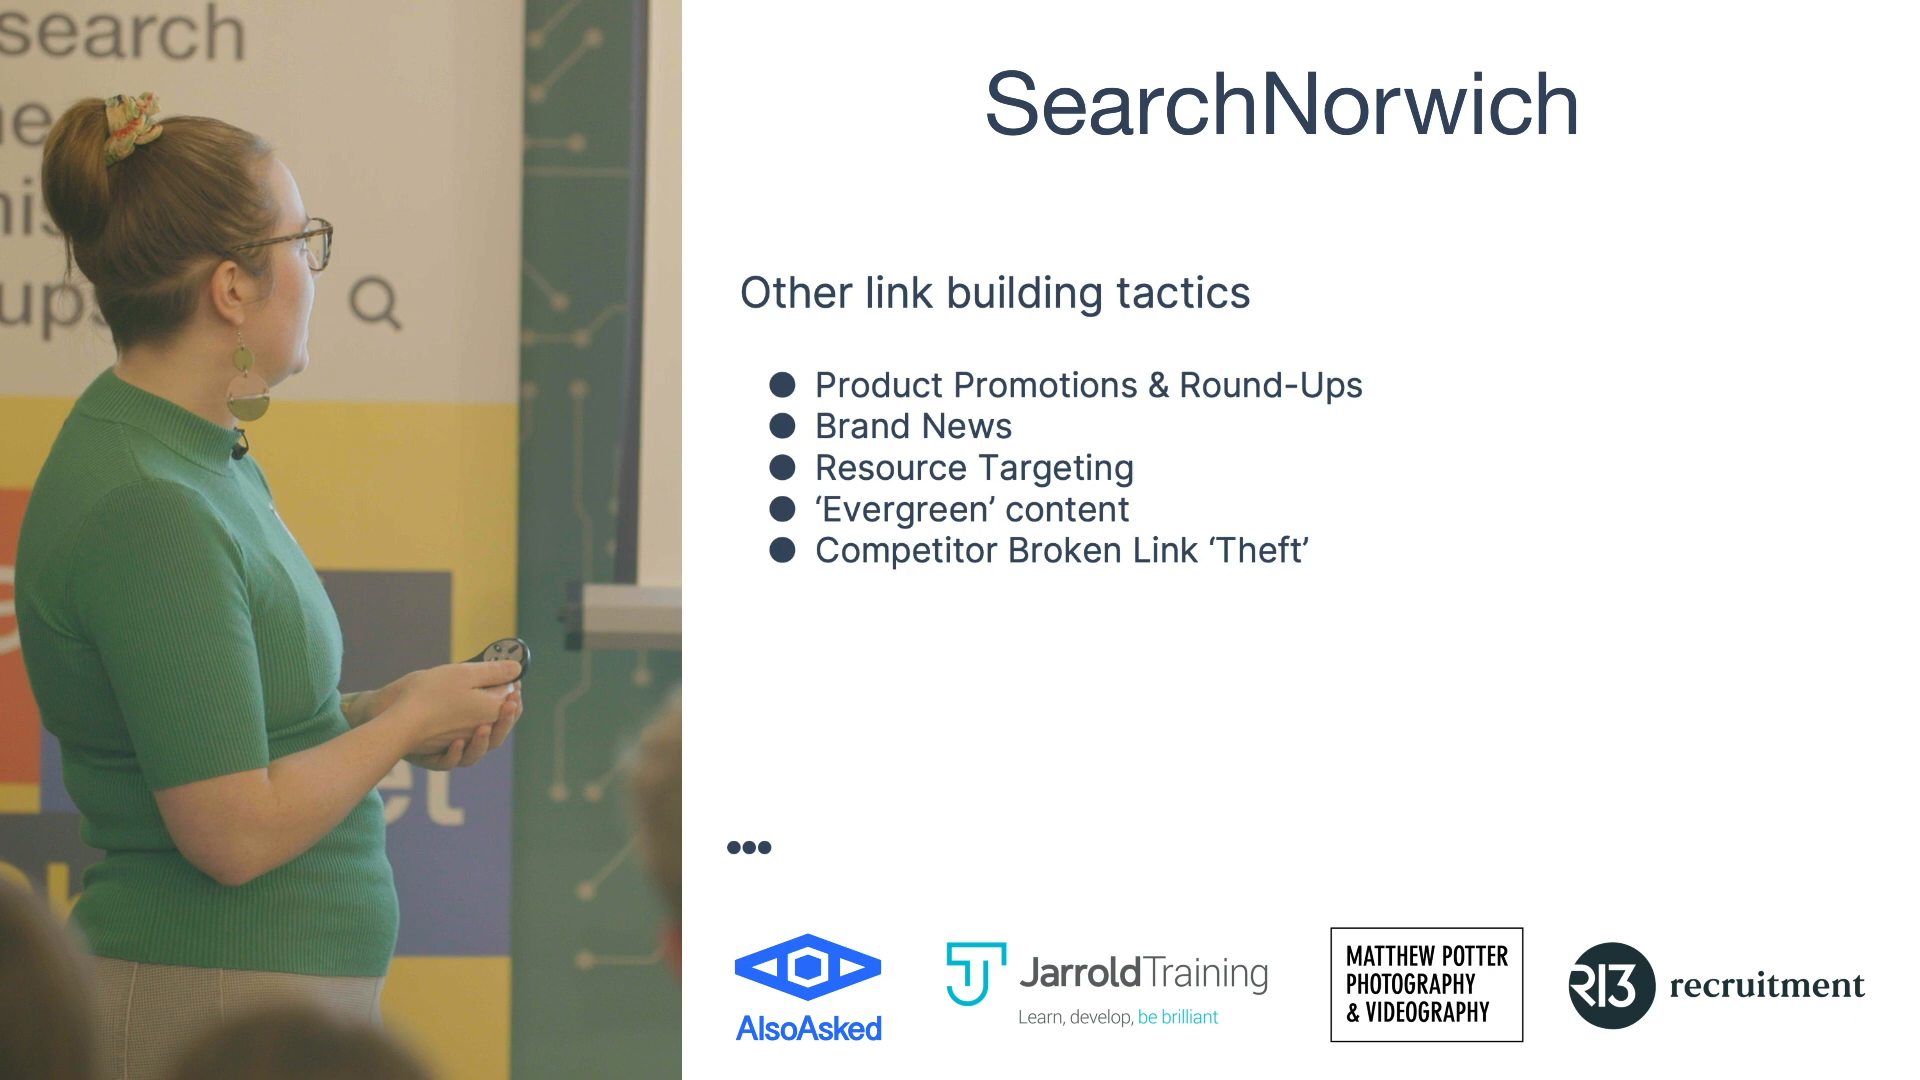 search
SearchNorwich
Other link building tactics
● Product Promotions & Round-Ups
● Brand News
● Resource Targeting
● ‘Evergreen’ content
● Competitor Broken Link ‘Theft’
AlsoAsked
JarroldTraining
Learn, develop, be brilliant
MATTHEW POTTER
PHOTOGRAPHY
& VIDEOGRAPHY
R13 recruitment